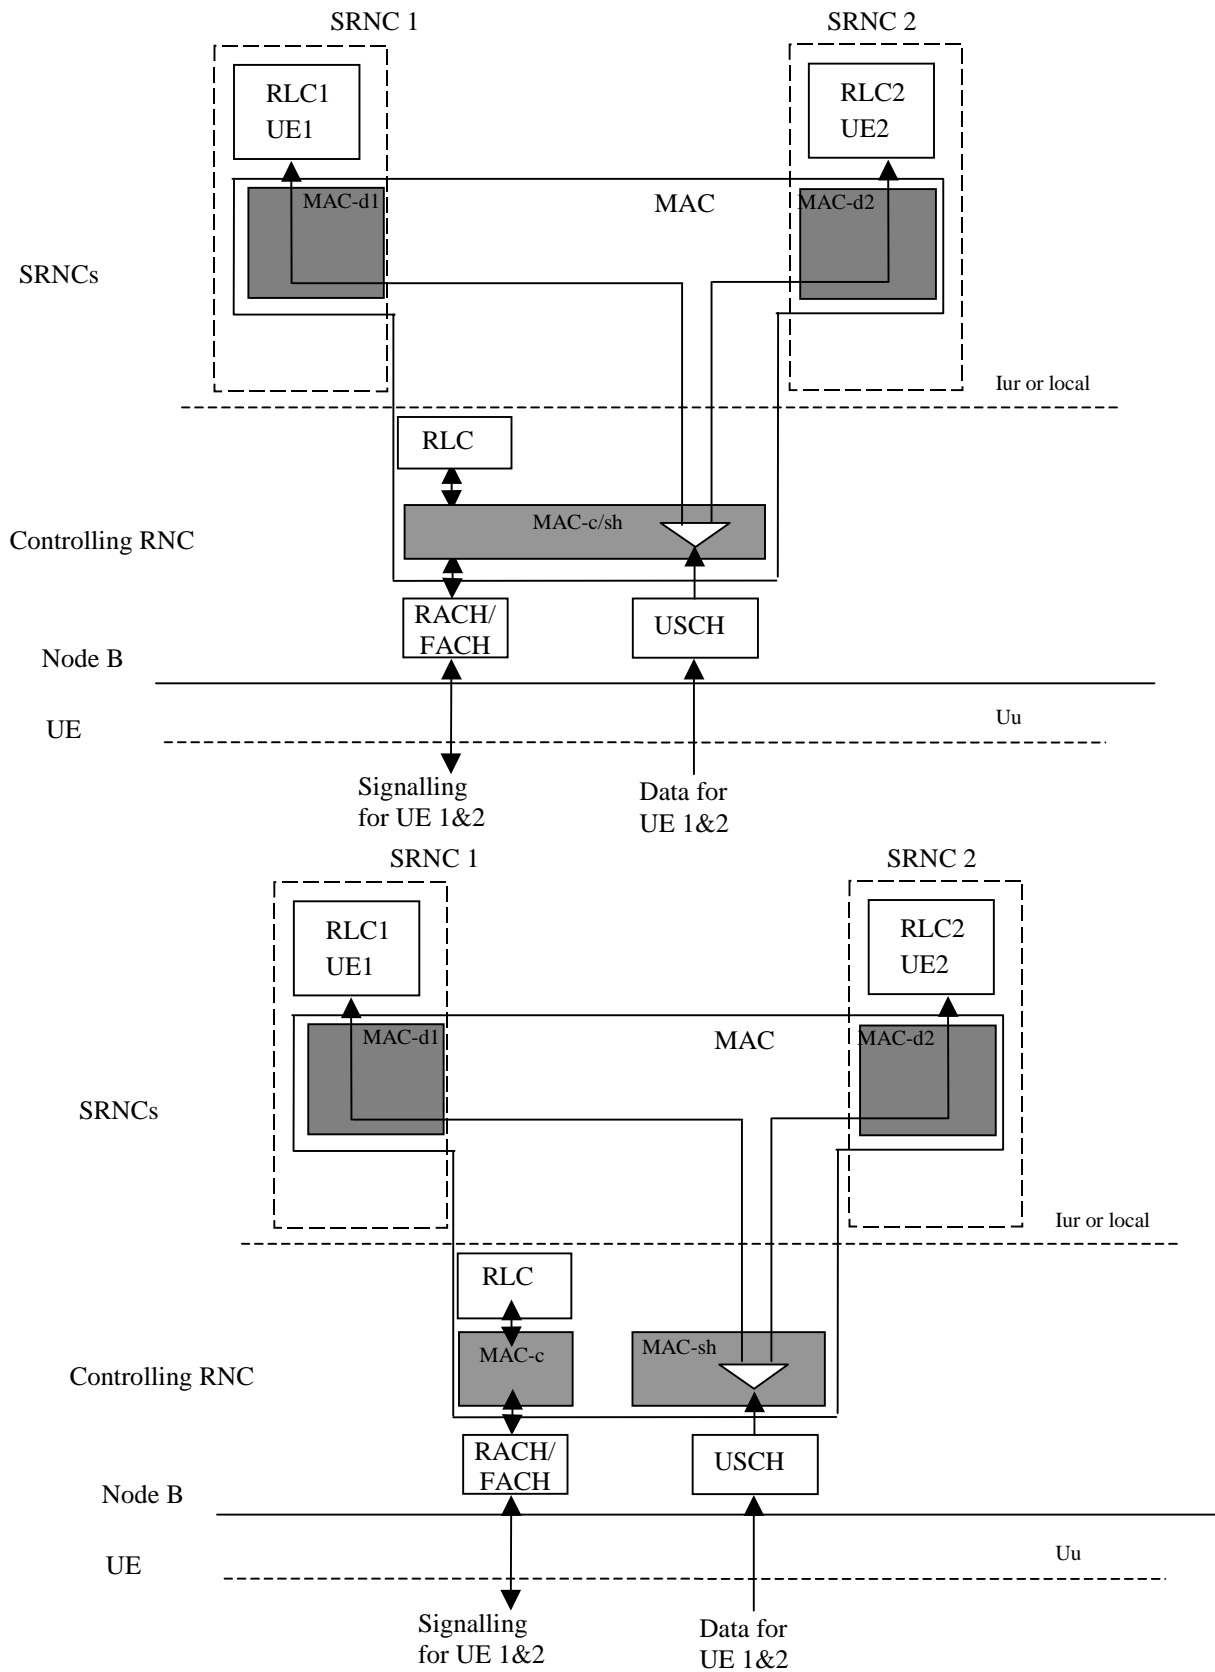 SRNC 1
SRNC 2
RLC1
UE1
RLC2
UE2
MAC-d1
MAC
MAC-d2
SRNCs
Iur or local
RLC
MAC-c/sh
Controlling RNC
RACH/
FACH
USCH
Node B
UE
Uu
Signalling
for UE 1&2
Data for
UE 1&2
SRNC 1
SRNC 2
RLC1
UE1
RLC2
UE2
MAC-d1
MAC
MAC-d2
SRNCs
Iur or local
RLC
MAC-c
MAC-sh
Controlling RNC
RACH/
FACH
USCH
Node B
UE
Uu
Signalling
for UE 1&2
Data for
UE 1&2